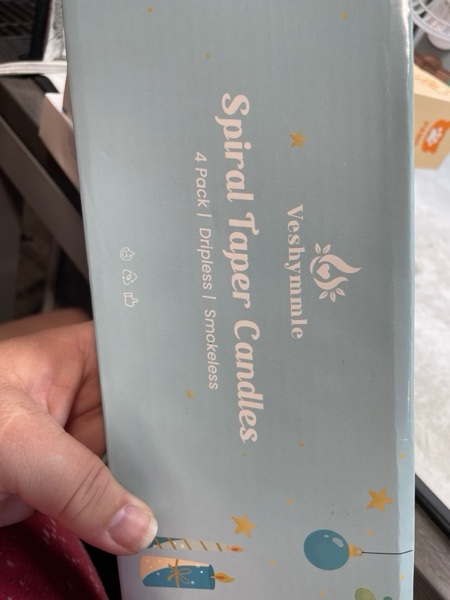 Veshymmle
Spiral Taper Candles
4 Pack | Dripless | Smokeless